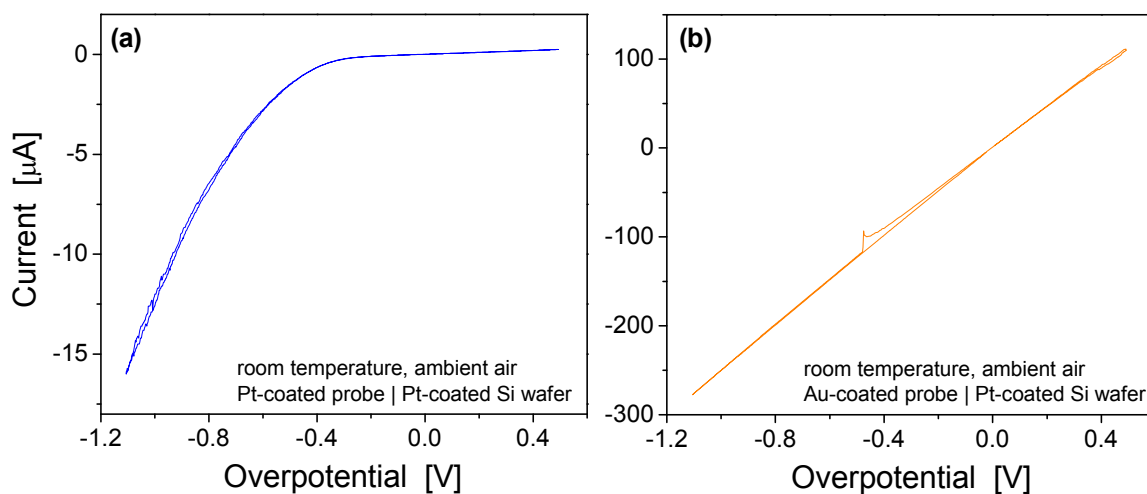 (a)
0
-5
-10
-15
Current [μA]
room temperature, ambient air
Pt-coated probe | Pt-coated Si wafer
-1.2
-0.8
-0.4
0.0
0.4
Overpotential [V]
(b)
100
0
-100
-200
-300
room temperature, ambient air
Au-coated probe | Pt-coated Si wafer
-1.2
-0.8
-0.4
0.0
0.4
Overpotential [V]